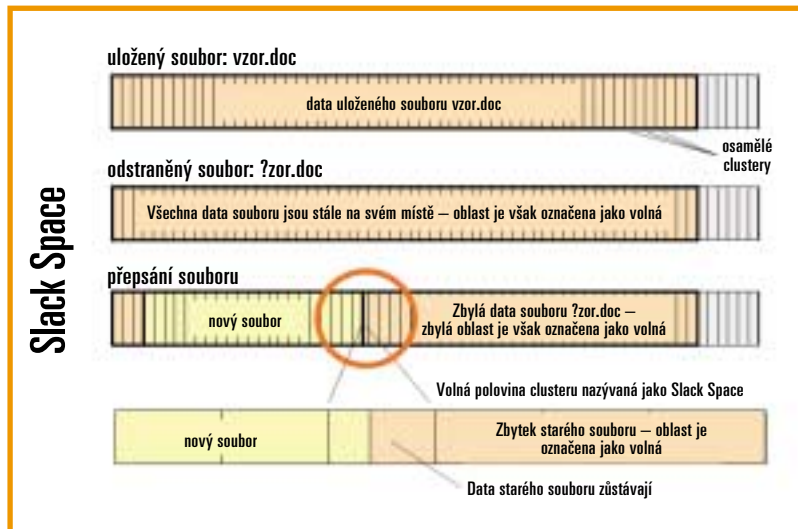 Slack Space
uložený soubor: vzor.doc
data uloženého souboru vzor.doc
osamělé
clustery
odstraněný soubor: ?zor.doc
Všechna data souboru jsou stále na svém místě – oblast je však označena jako volná
přepsání souboru
nový soubor
Zbylá data souboru ?zor.doc –
zbylá oblast je však označena jako volná
Volná polovina clusteru nazývaná jako Slack Space
nový soubor
Zbytek starého souboru – oblast je
označena jako volná
Data starého souboru zůstávají